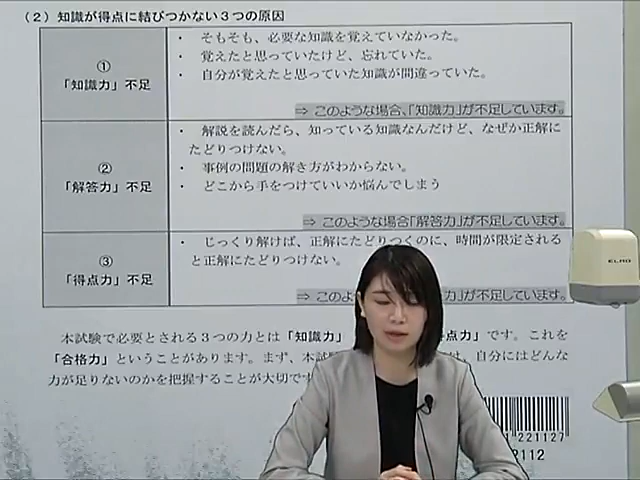 （２）知識が得点に結びつかない３つの原因
①
「知識力」不足
・ そもそも、必要な知識を覚えていなかった。
・ 覚えたと思っていたけど、忘れていた。
・ 自分が覚えたと思っていた知識が間違っていた。
⇒ このような場合、「知識力」が不足しています。
②
「解答力」不足
・ 解説を読んだら、知っている知識なんだけど、なぜか正解に
たどりつけない。
・ 事例の問題の解き方がわからない。
・ どこから手をつけていいか悩んでしまう
⇒ このような場合「解答力」が不足しています。
③
「得点力」不足
・ じっくり解けば、正解にたどりつくのに、時間が限定される
と正解にたどりつけない。
⇒ この 力」が不足しています。
本試験で必要とされる３つの力とは「知識力」 得点力」です。これを
「合格力」ということがあります。まず、本試 は、自分にはどんな
力が足りないのかを把握することが大切で
ELMO
221127
2112